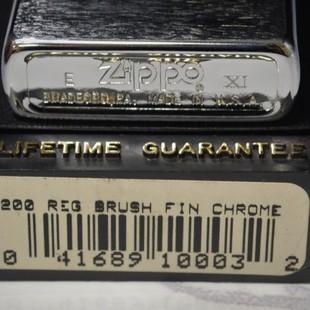 E Zippo ® XI
BRADFORD, PA. MADE IN U.S.A.
LIFETIME GUARANTEE
200 REG BRUSH FIN CHROME
0 41689 10003 2